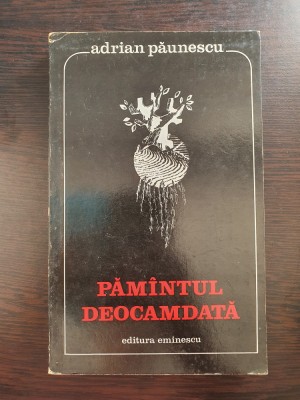 adrian păunescu
PĂMÎNTUL
DEOCAMDATĂ
editura eminescu